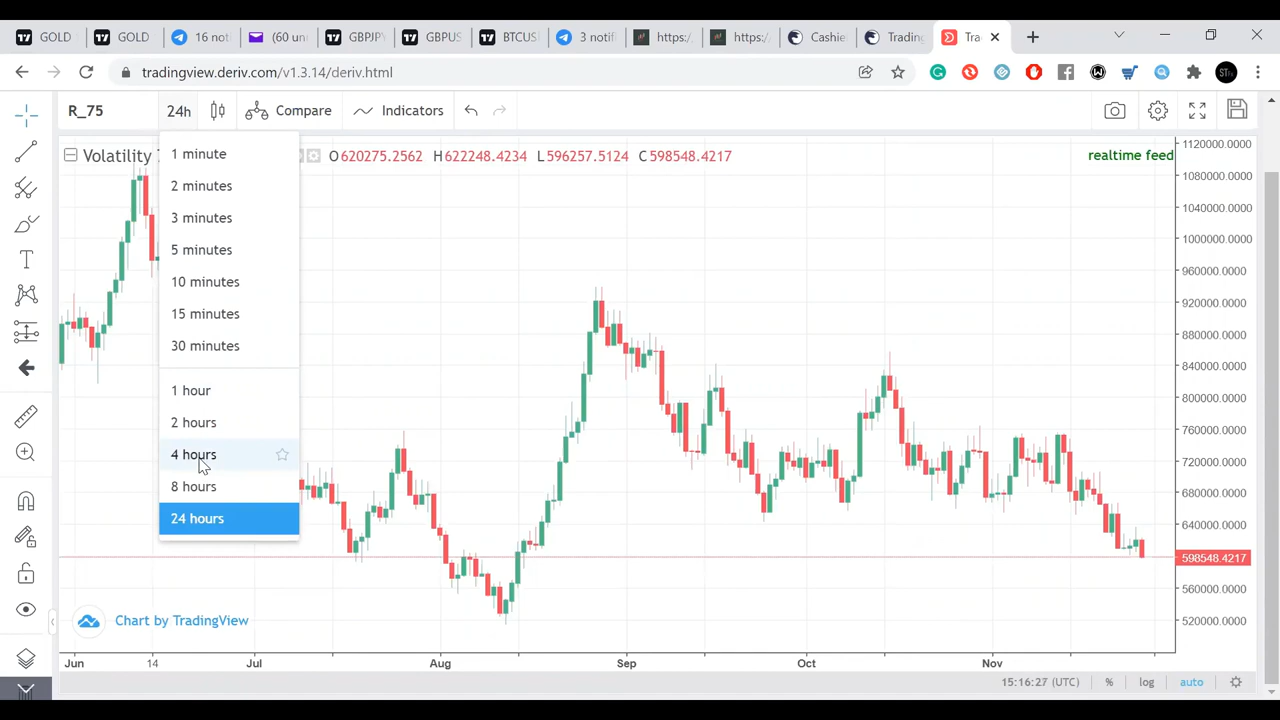 GOLD
GOLD
16 not
(60 un
GBPJPY
GBPUS
BTCUS
3 notifi
https:/
https:/
Cashie
Trading
Tra
tradingview.deriv.com/v1.3.14/deriv.html
R_75 24h Compare Indicators
Volatility 7 O620275.2562 H622248.4234 L596257.5124 C598548.4217 realtime feed
1 minute
2 minutes
3 minutes
5 minutes
10 minutes
15 minutes
30 minutes
1 hour
2 hours
4 hours
8 hours
24 hours
1120000.0000
1080000.0000
1040000.0000
1000000.0000
960000.0000
920000.0000
880000.0000
840000.0000
800000.0000
760000.0000
720000.0000
680000.0000
640000.0000
598548.4217
560000.0000
520000.0000
Chart by TradingView
Jun 14 Jul Aug Sep Oct Nov
15:16:27 (UTC) % log auto